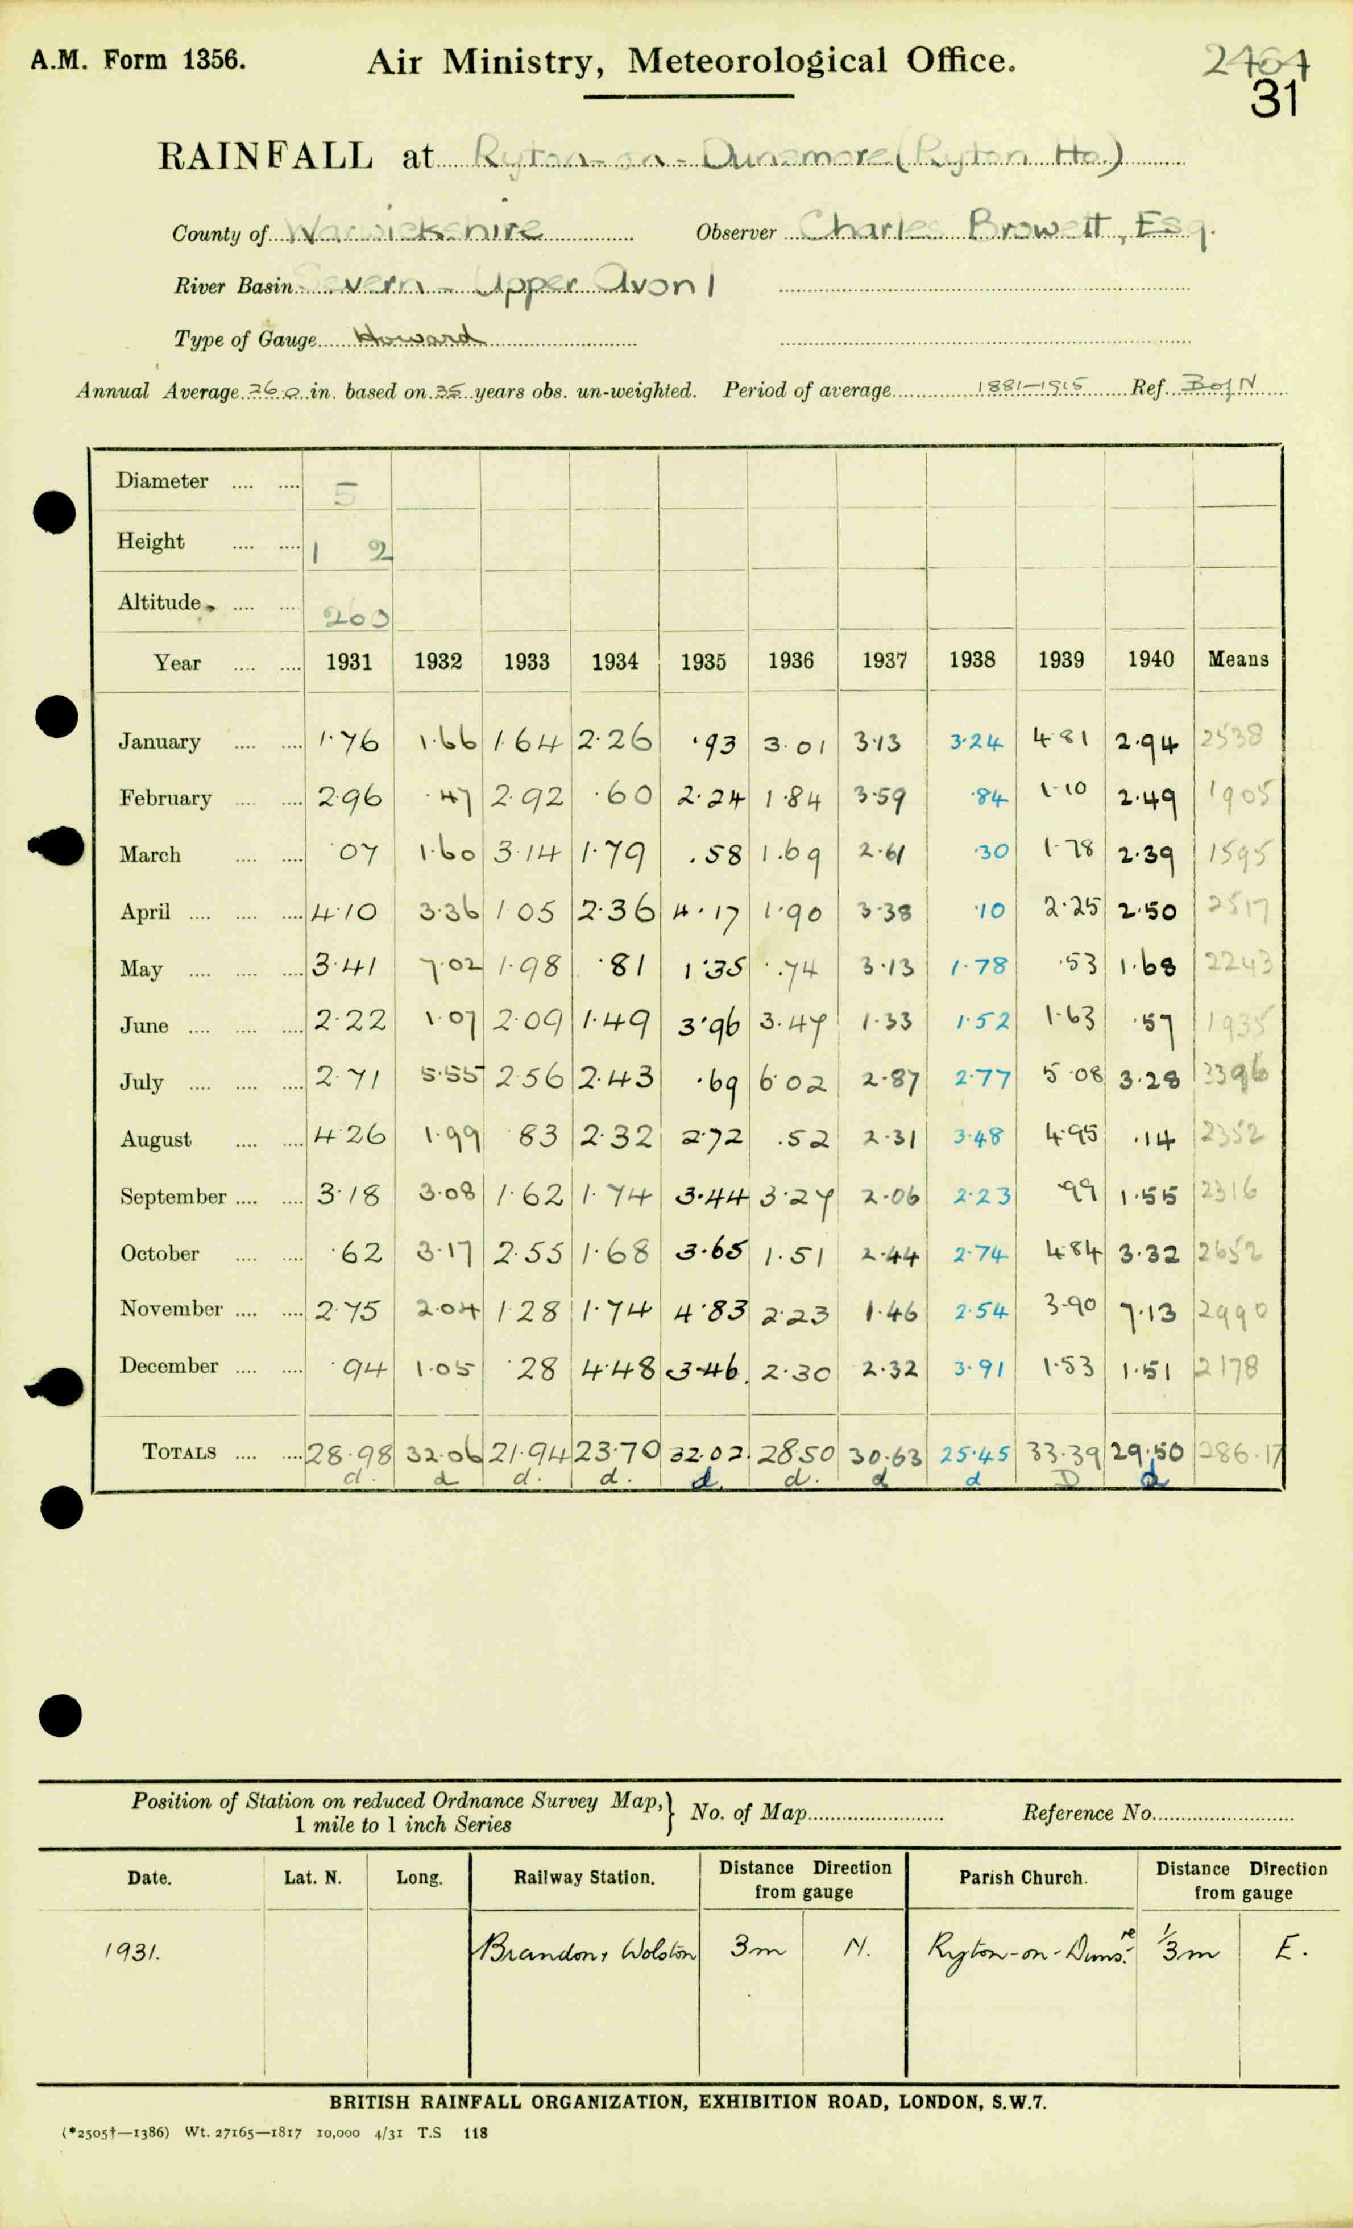 A.M. Form 1356.
Air Ministry, Meteorological Office.
2464
31
RAINFALL at Ryton-on-Dunsmore (Ryton Ho.)
County of Warwickshire Observer Charles Browett, Esq.
River Basin Severn - Upper Avon 1
Type of Gauge Howard
Annual Average 26.0 in. based on 35 years obs. un-weighted. Period of average 1881-1915 Ref. B of N
Diameter 5
Height 1 2
Altitude 263
Year 1931 1932 1933 1934 1935 1936 1937 1938 1939 1940 Means
January 1.76 1.66 1.64 2.26 .93 3.01 3.13 3.24 4.81 2.94 2538
February 2.96 .47 2.92 .60 2.24 1.84 3.59 .84 1.10 2.49 1905
March .07 1.60 3.14 1.79 .58 1.69 2.61 .30 1.78 2.39 1595
April 4.10 3.36 1.05 2.36 4.17 1.90 3.38 .10 2.25 2.50 2517
May 3.41 7.02 1.98 .81 1.35 .74 3.13 1.78 .53 1.68 2243
June 2.22 1.07 2.09 1.49 3.96 3.47 1.33 1.52 1.63 .57 1935
July 2.71 5.55 2.56 2.43 .69 6.02 2.87 2.77 5.08 3.28 3396
August 4.26 1.99 .83 2.32 2.72 .52 2.31 3.48 4.95 .14 2352
September 3.18 3.08 1.62 1.74 3.44 3.27 2.06 2.23 .99 1.55 2316
October .62 3.17 2.55 1.68 3.65 1.51 2.44 2.74 4.84 3.32 2652
November 2.75 2.04 1.28 1.74 4.83 2.23 1.46 2.54 3.90 7.13 2990
December .94 1.05 .28 4.48 3.46 2.30 2.32 3.91 1.53 1.51 2178
TOTALS 28.98 32.06 21.94 23.70 32.02 28.50 30.63 25.45 33.39 29.50 286.17
d. d d. d. d. d. d d D d
Position of Station on reduced Ordnance Survey Map, 1 mile to 1 inch Series } No. of Map Reference No.
Date. Lat. N. Long. Railway Station. Distance Direction from gauge Parish Church. Distance Direction from gauge
1931. Brandon & Wolston 3m N. Ryton-on-Dunsre 1/3m E.
BRITISH RAINFALL ORGANIZATION, EXHIBITION ROAD, LONDON, S.W.7.
(*2505†—1386) Wt. 27165—1817 10,000 4/31 T.S 118